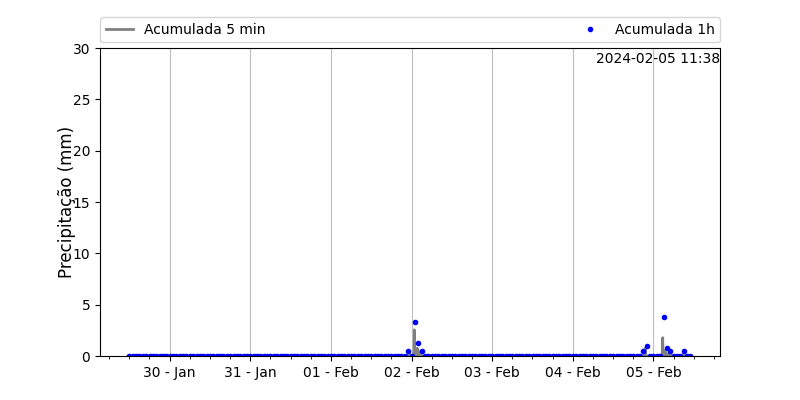 Acumulada 5 min
Acumulada 1h
2024-02-05 11:38
Precipitação (mm)
30
25
20
15
10
5
0
30 - Jan
31 - Jan
01 - Feb
02 - Feb
03 - Feb
04 - Feb
05 - Feb